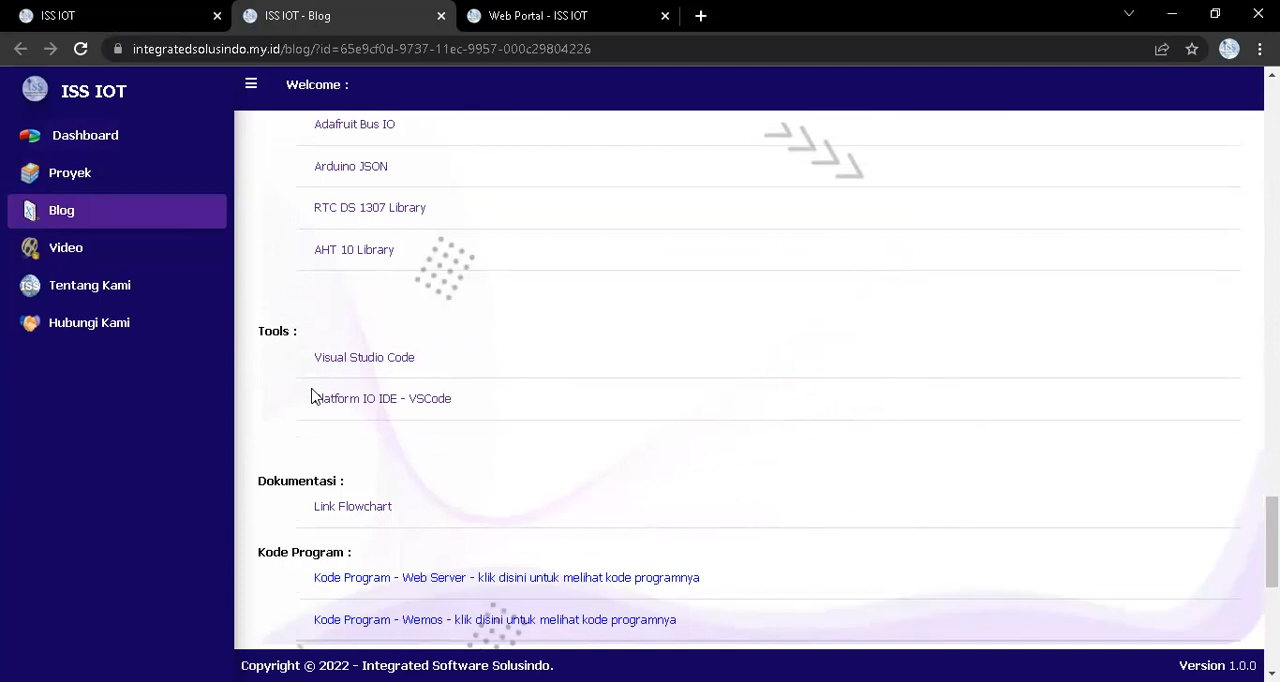 ISS IOT
ISS IOT - Blog
Web Portal - ISS IOT
integratedsolusindo.my.id/blog/?id=65e9cf0d-9737-11ec-9957-000c29804226
ISS IOT
Welcome :
Dashboard
Proyek
Blog
Video
Tentang Kami
Hubungi Kami
Adafruit Bus IO
Arduino JSON
RTC DS 1307 Library
AHT 10 Library
Tools :
Visual Studio Code
Platform IO IDE - VSCode
Dokumentasi :
Link Flowchart
Kode Program :
Kode Program - Web Server - klik disini untuk melihat kode programnya
Kode Program - Wemos - klik disini untuk melihat kode programnya
Copyright © 2022 - Integrated Software Solusindo.
Version 1.0.0